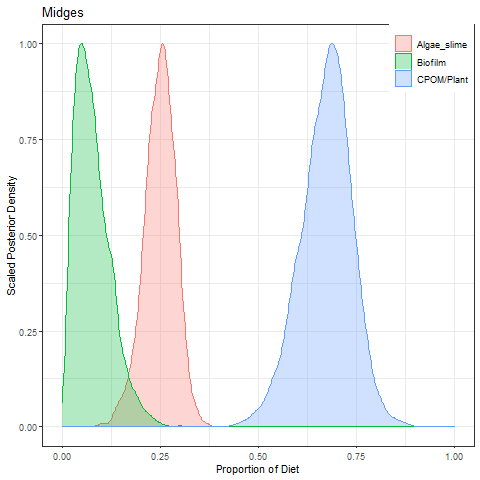 Midges
Algae_slime
Biofilm
CPOM/Plant
1.00
0.75
0.50
0.25
0.00
Scaled Posterior Density
0.00 0.25 0.50 0.75 1.00
Proportion of Diet